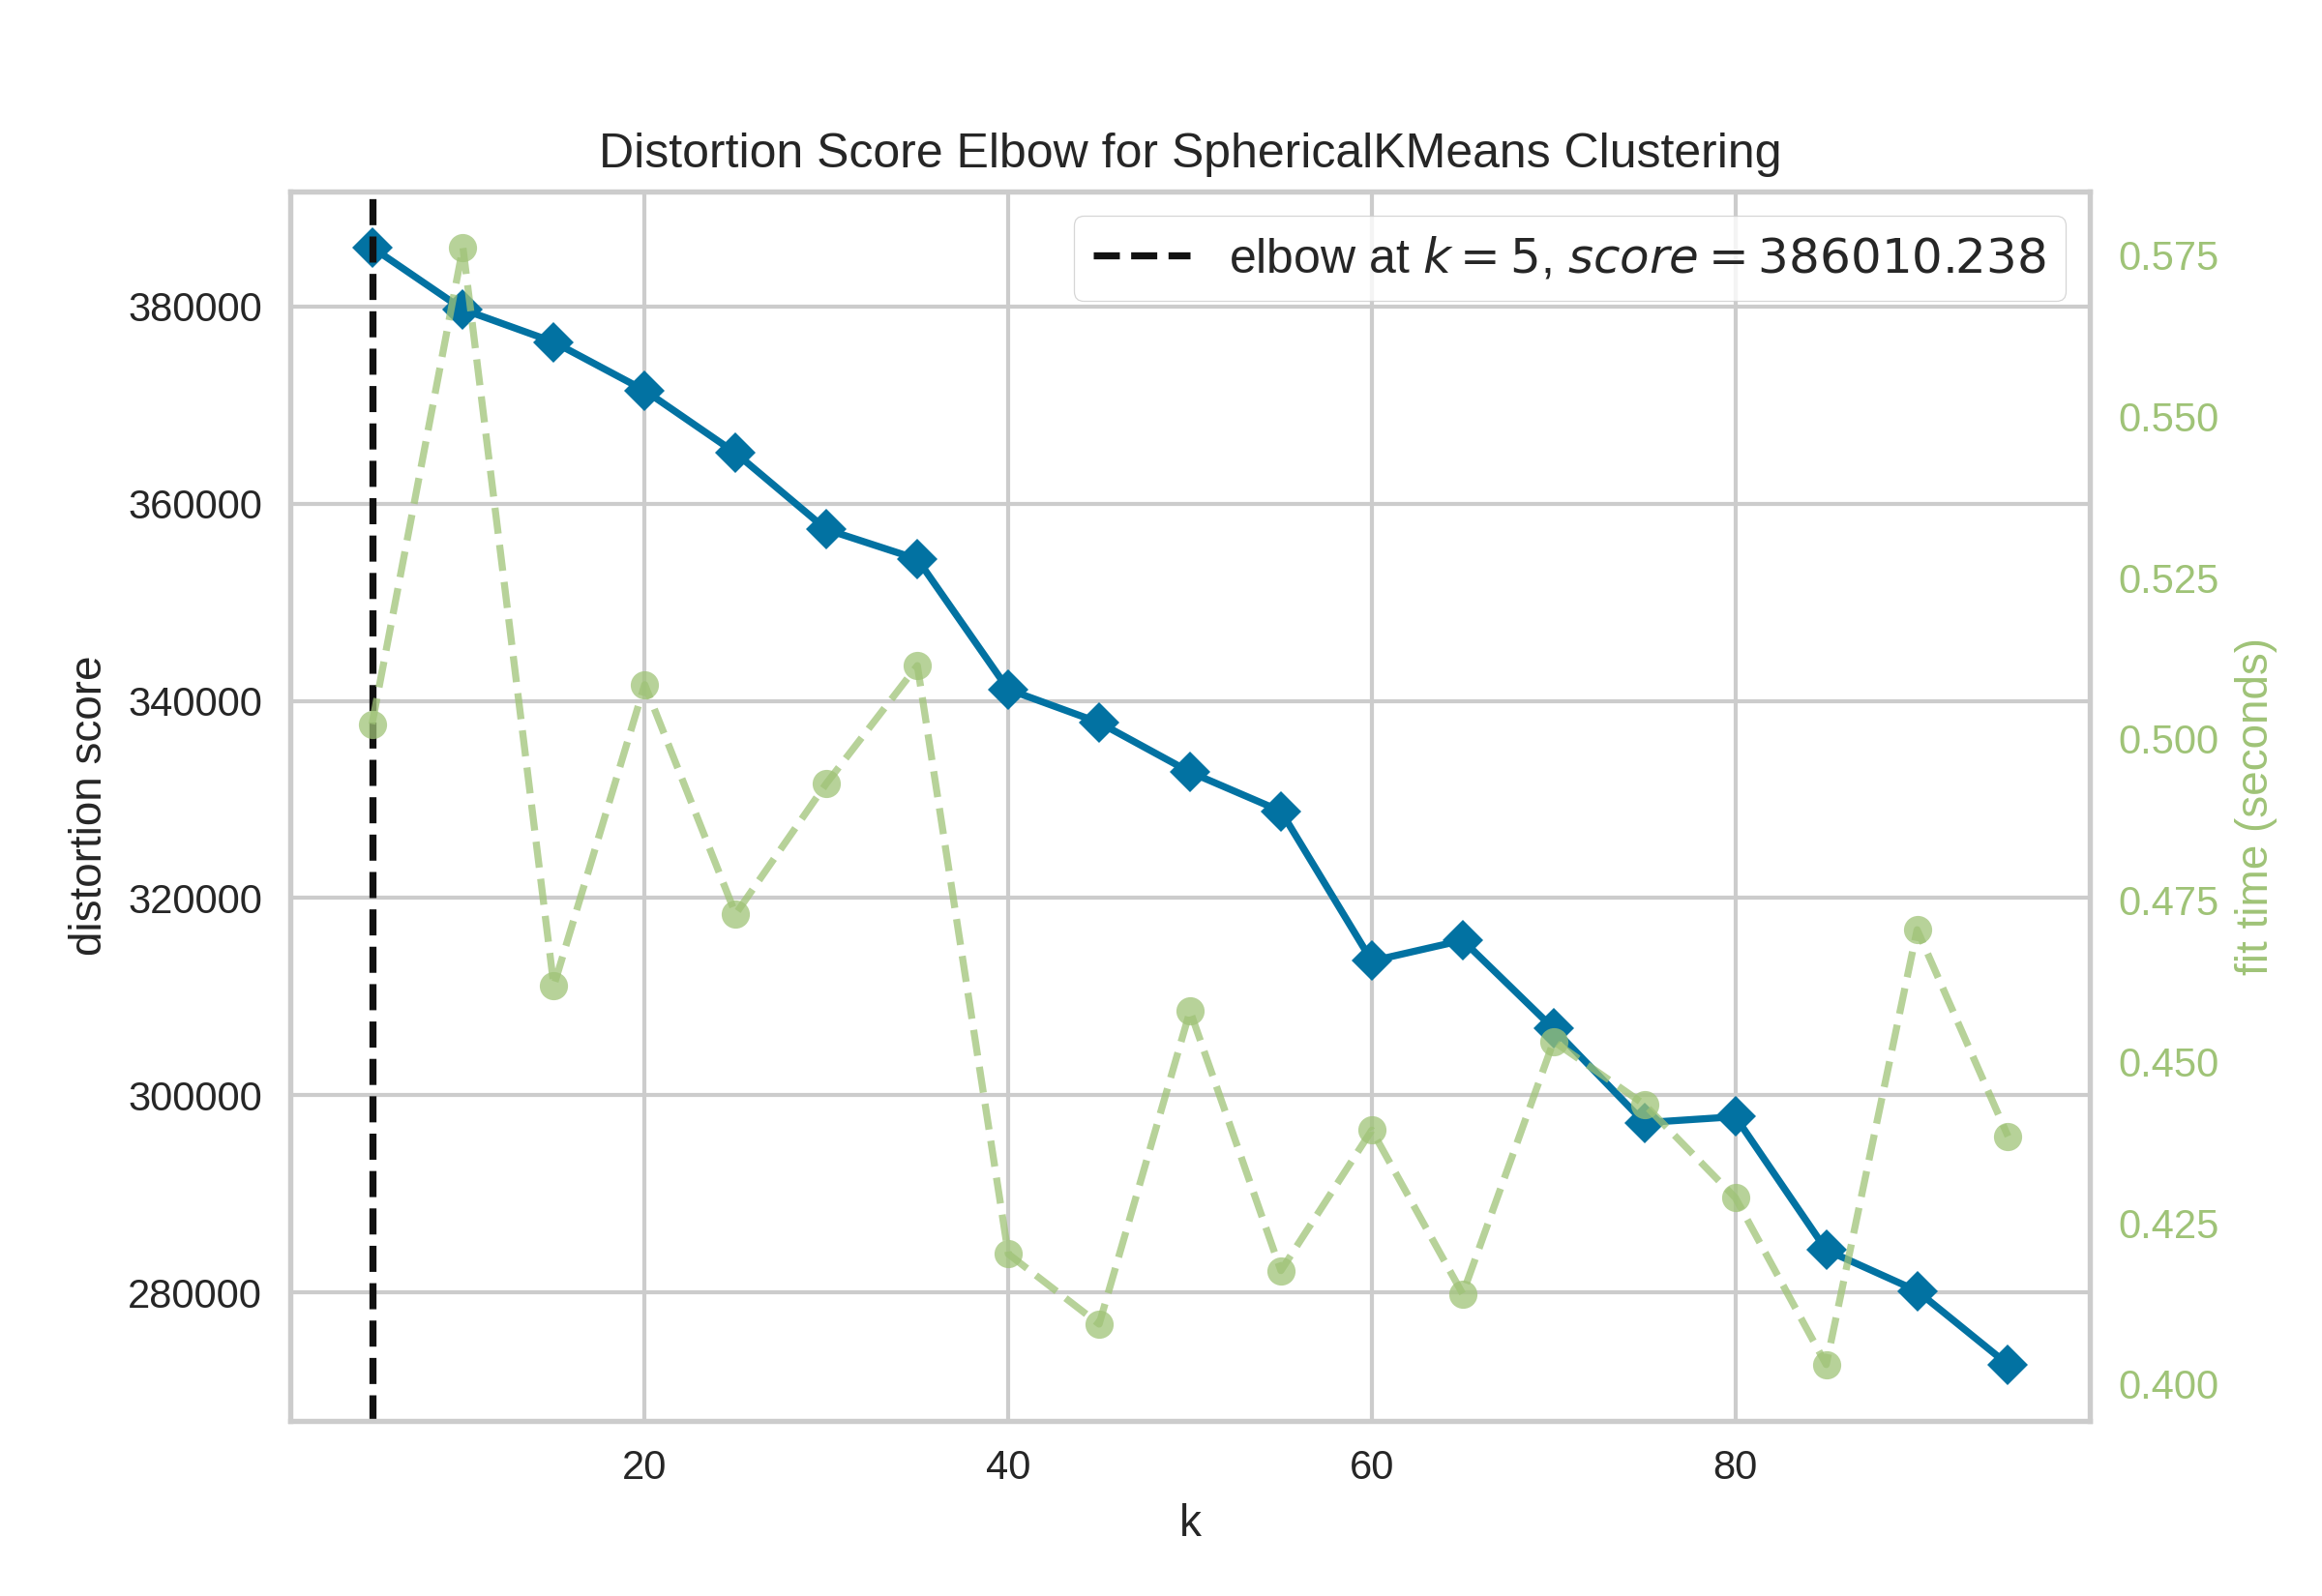 Distortion Score Elbow for SphericalKMeans Clustering
elbow at k = 5, score = 386010.238
distortion score
380000
360000
340000
320000
300000
280000
20 40 60 80
k
0.575
0.550
0.525
0.500
0.475
0.450
0.425
0.400
fit time (seconds)